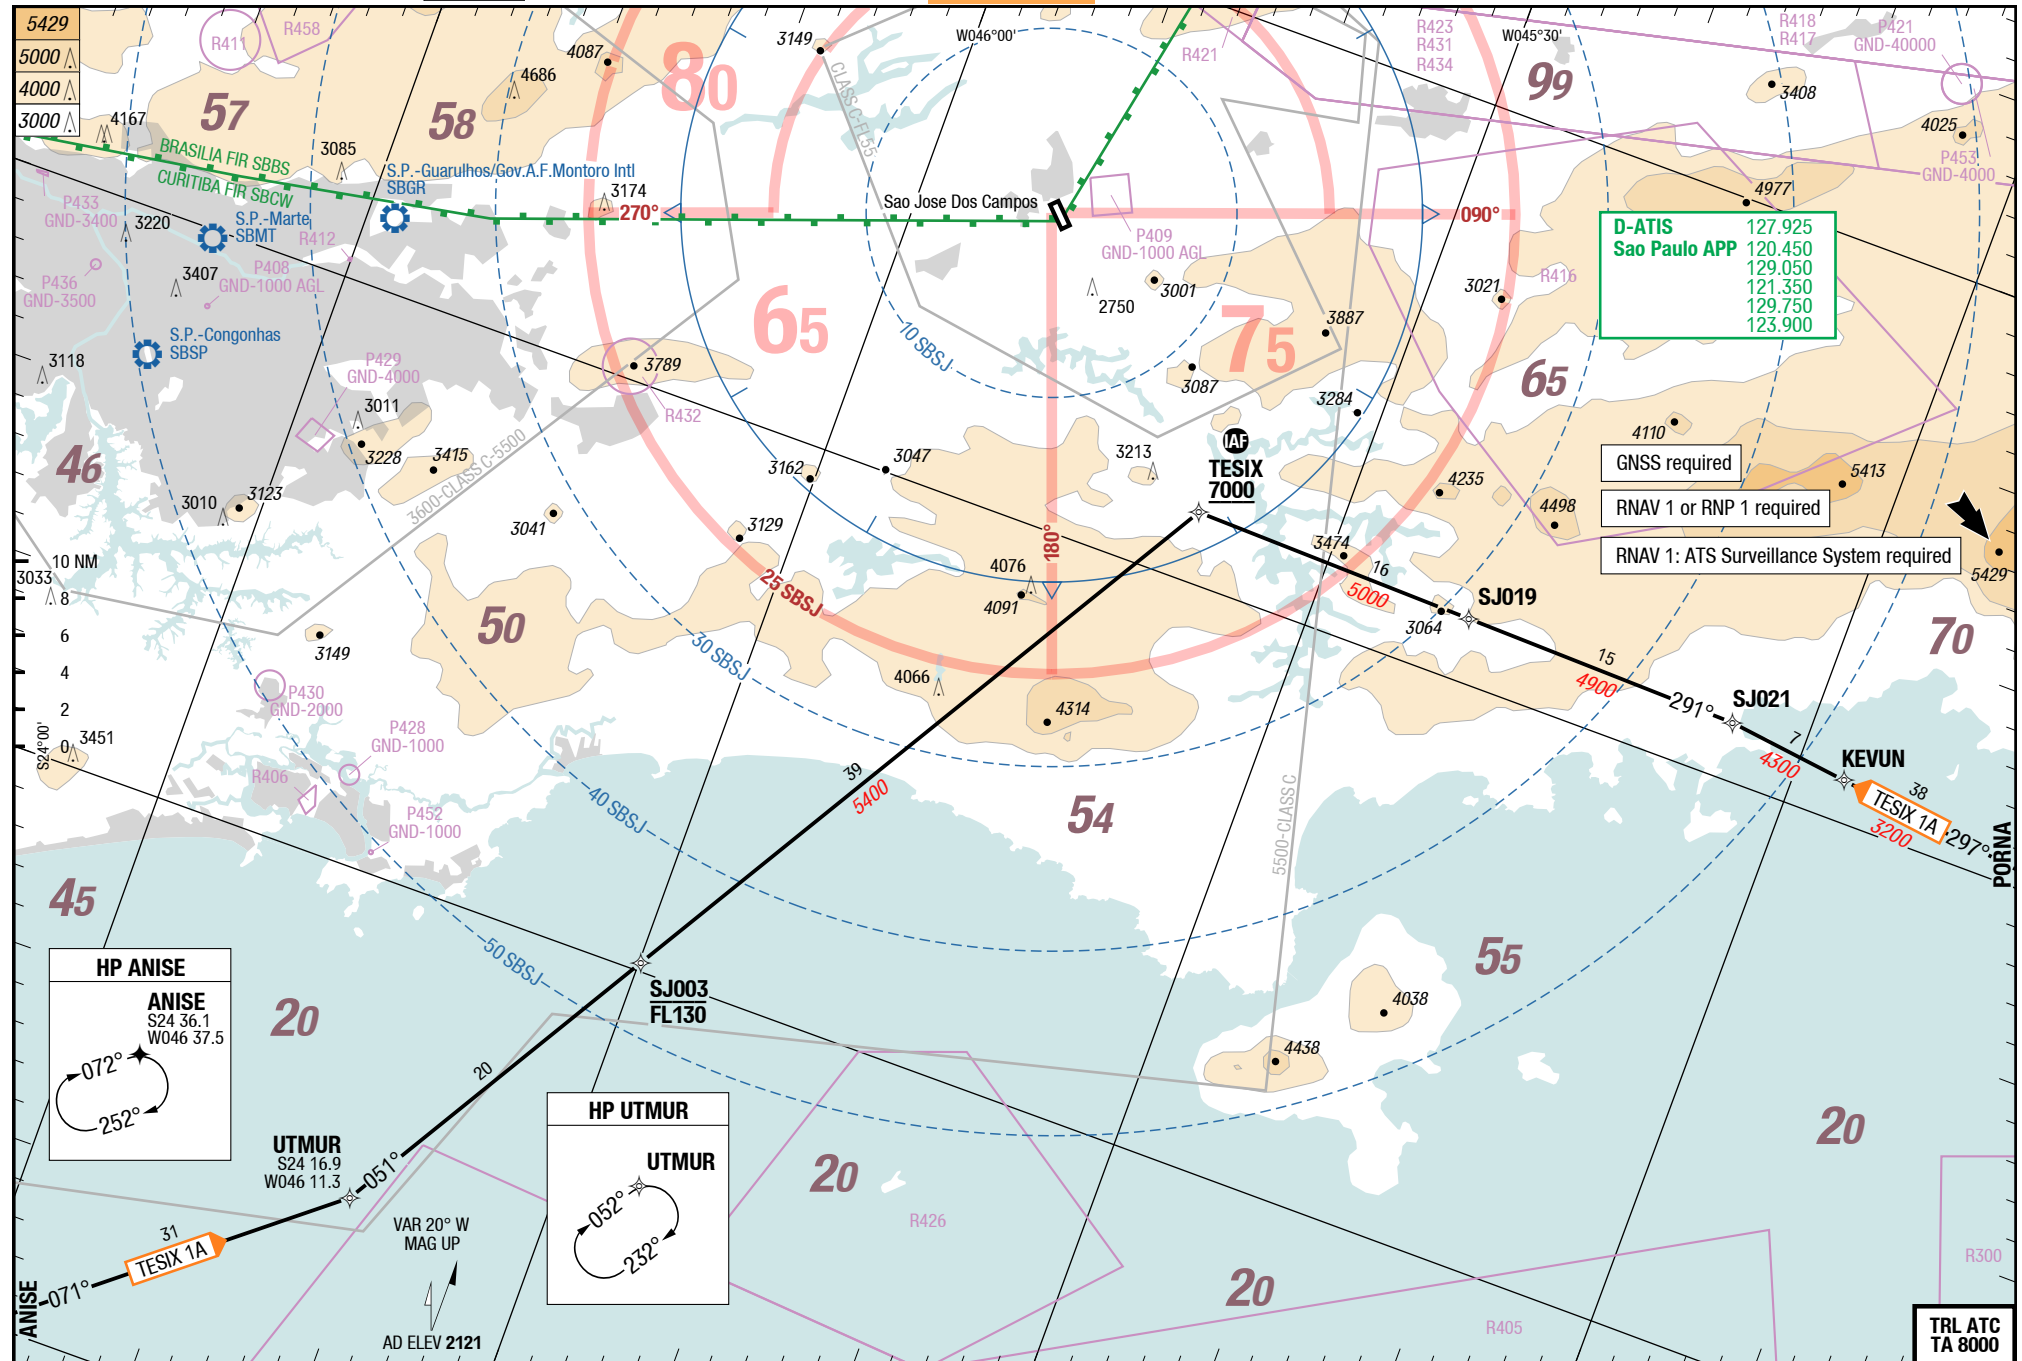 5429
5000
4000
3000
R411
R458
4087
4686
3149
80
CLASS C-FL55
W046°00'
R421
R423
R431
R434
W045°30'
99
R418
R417
P421
GND-40000
3408
4025
P453
GND-4000
4977
57
58
4167
BRASILIA FIR SBBS
CURITIBA FIR SBCW
3085
S.P.-Guarulhos/Gov.A.F.Montoro Intl
SBGR
3174
270°
Sao Jose Dos Campos
090°
P433
GND-3400
3220
S.P.-Marte
SBMT
R412
P408
GND-1000 AGL
3407
P436
GND-3500
P409
GND-1000 AGL
3001
2750
3021
R416
D-ATIS 127.925
Sao Paulo APP 120.450
129.050
121.350
129.750
123.900
S.P.-Congonhas
SBSP
3118
65
75
3887
10 SBSJ
P429
GND-4000
3789
R432
3087
3284
65
3011
3228
3415
3600-CLASS C-5500
46
3010
3123
3041
3162
3047
3129
3213
IAF
TESIX
7000
4235
4110
4498
5413
GNSS required
RNAV 1 or RNP 1 required
RNAV 1: ATS Surveillance System required
5429
10 NM
8
6
4
2
0
3033
S24°00'
3451
50
3149
25 SBSJ
30 SBSJ
180°
4076
4091
3474
16
5000
3064
SJ019
15
4900
291°
SJ021
7
4300
KEVUN
38
TESIX 1A
3200
297°
PORNA
70
P430
GND-2000
P428
GND-1000
R406
P452
GND-1000
4066
4314
39
5400
40 SBSJ
54
5500-CLASS C
45
50 SBSJ
SJ003
FL130
55
4038
4438
HP ANISE
ANISE
S24 36.1
W046 37.5
072°
252°
20
20
UTMUR
S24 16.9
W046 11.3
051°
HP UTMUR
UTMUR
052°
232°
20
R426
20
31
TESIX 1A
071°
ANISE
VAR 20° W
MAG UP
AD ELEV 2121
20
R405
R300
TRL ATC
TA 8000